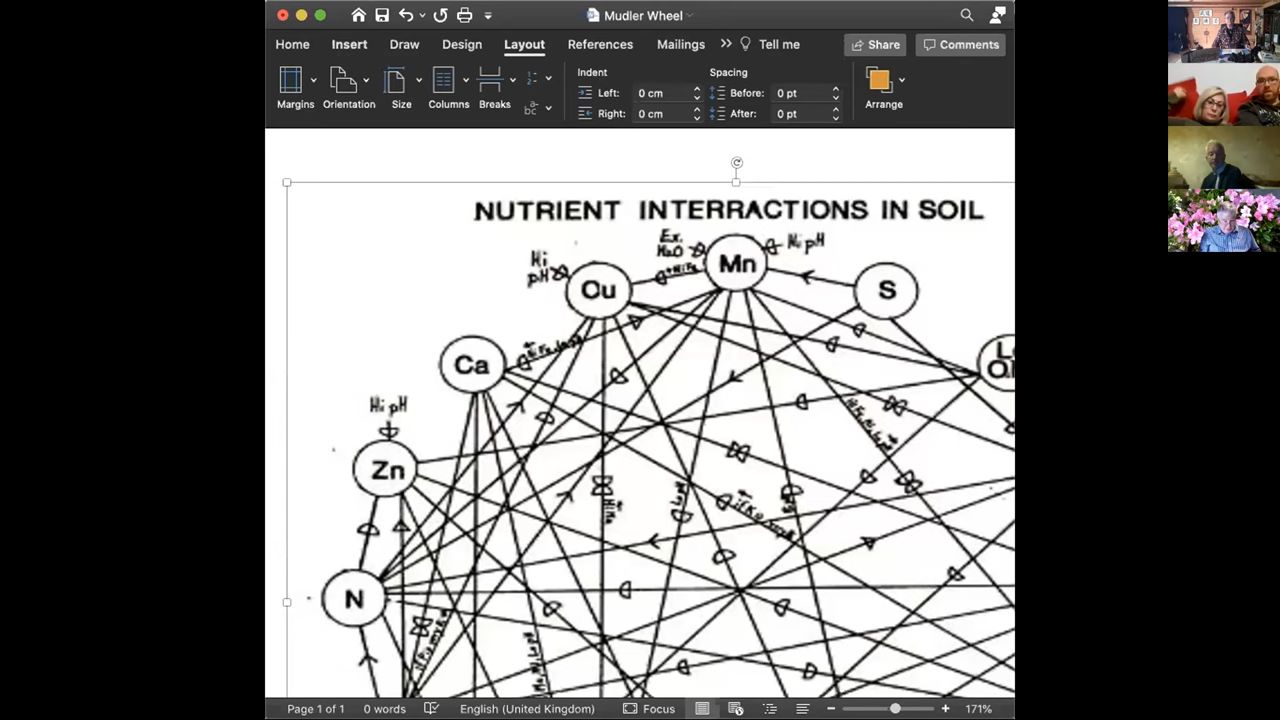 Mudler Wheel
Home Insert Draw Design Layout References Mailings Tell me Share Comments
Margins Orientation Size Columns Breaks
Indent
Left: 0 cm
Right: 0 cm
Spacing
Before: 0 pt
After: 0 pt
Arrange
NUTRIENT INTERRACTIONS IN SOIL
Hi pH
Ex. H2O
Mn
Hi pH
Cu
S
Ca
Hi pH
Zn
N
Page 1 of 1 0 words English (United Kingdom) Focus 171%